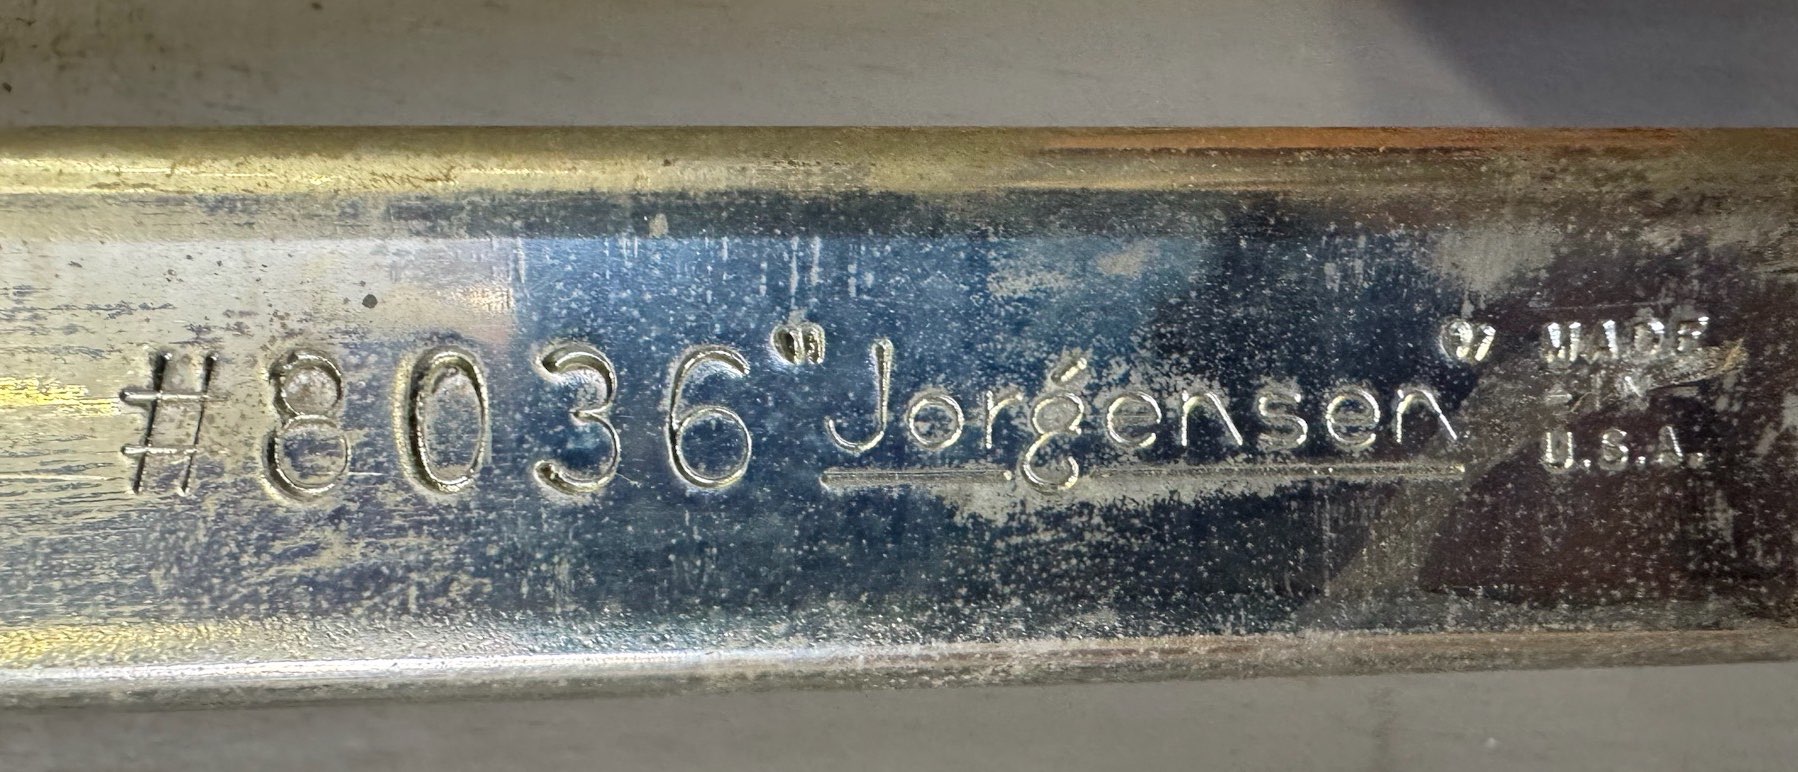 #8036 "Jorgensen" MADE
IN
U.S.A.